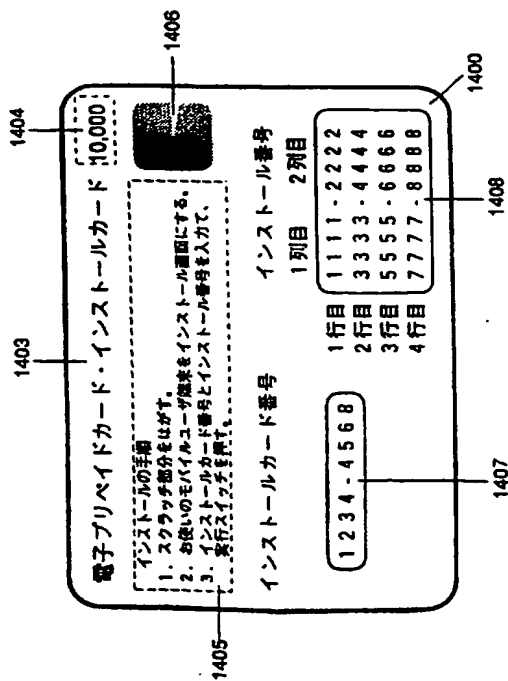 1403
1404
1406
電子プリペイドカード・インストールカード 10,000
インストールの手順
1. スクラッチ部分をはがす。
2. お使いのモバイルユーザ端末をインストール画面にする。
3. インストールカード番号とインストール番号を入力て、
実行スイッチを押す。
1405
インストールカード番号
インストール番号
1列目 2列目
1234-4568
1行目 1111-2222
2行目 3333-4444
3行目 5555-6666
4行目 7777-8888
1407
1408
1400